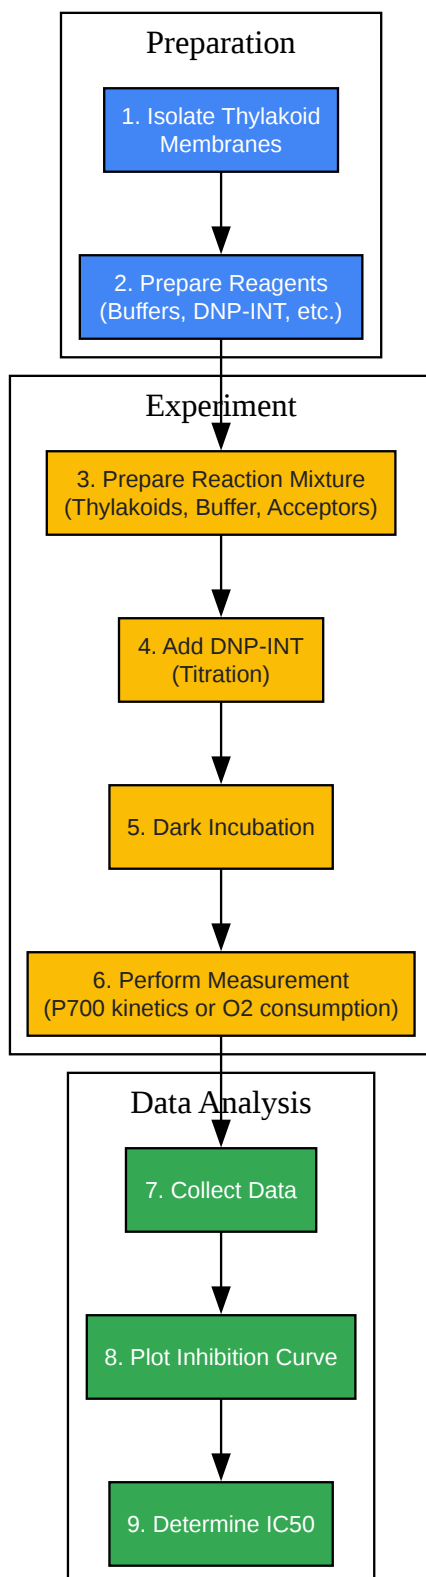 Preparation
1. Isolate Thylakoid
Membranes
2. Prepare Reagents
(Buffers, DNP-INT, etc.)
Experiment
3. Prepare Reaction Mixture
(Thylakoids, Buffer, Acceptors)
4. Add DNP-INT
(Titration)
5. Dark Incubation
6. Perform Measurement
(P700 kinetics or O2 consumption)
Data Analysis
7. Collect Data
8. Plot Inhibition Curve
9. Determine IC50